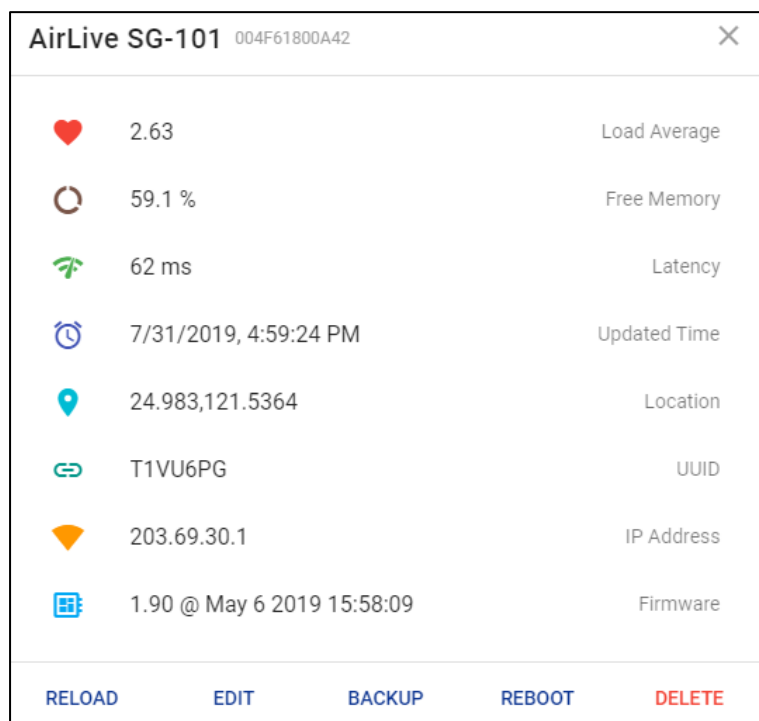 AirLive SG-101 004F61800A42
2.63 Load Average
59.1 % Free Memory
62 ms Latency
7/31/2019, 4:59:24 PM Updated Time
24.983,121.5364 Location
T1VU6PG UUID
203.69.30.1 IP Address
1.90 @ May 6 2019 15:58:09 Firmware
RELOAD EDIT BACKUP REBOOT DELETE